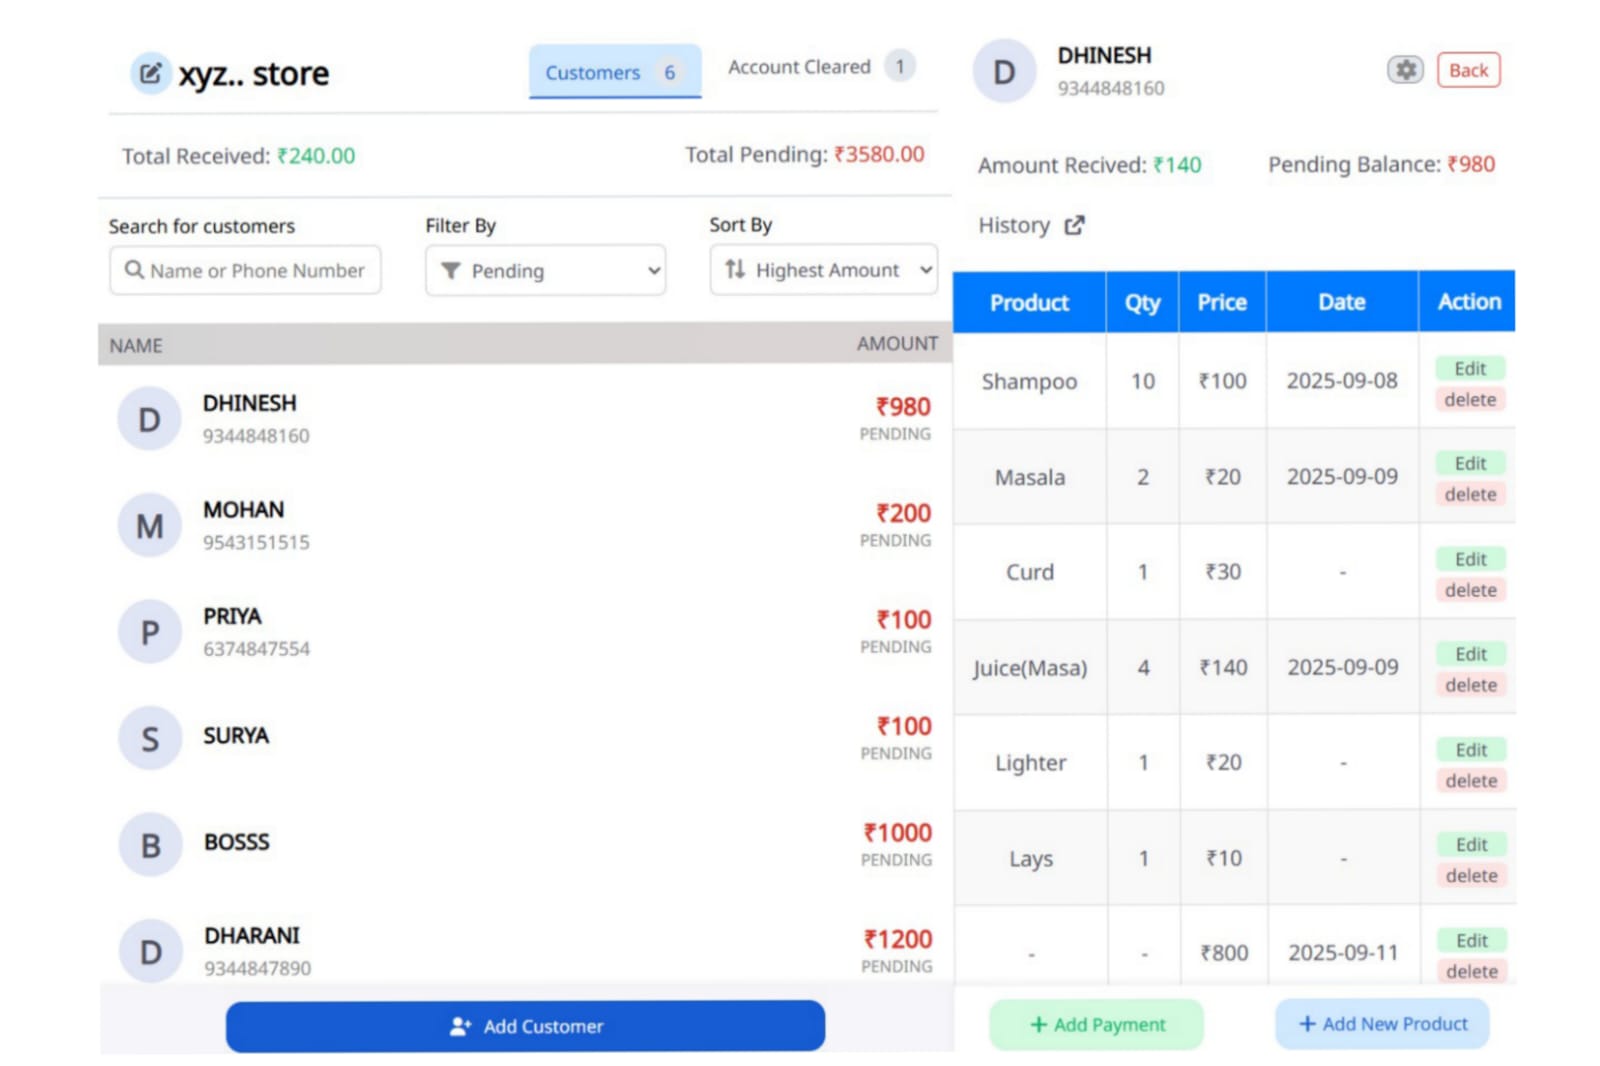 xyz.. store
Customers 6
Account Cleared 1
Total Received: ₹240.00
Total Pending: ₹3580.00
Search for customers
Filter By
Sort By
Name or Phone Number
Pending
Highest Amount
NAME AMOUNT
D
DHINESH
9344848160
₹980
PENDING
M
MOHAN
9543151515
₹200
PENDING
P
PRIYA
6374847554
₹100
PENDING
S
SURYA
₹100
PENDING
B
BOSSS
₹1000
PENDING
D
DHARANI
9344847890
₹1200
PENDING
Add Customer
D
DHINESH
9344848160
Back
Amount Recived: ₹140
Pending Balance: ₹980
History
Product Qty Price Date Action
Shampoo 10 ₹100 2025-09-08 Edit
delete
Masala 2 ₹20 2025-09-09 Edit
delete
Curd 1 ₹30 - Edit
delete
Juice(Masa) 4 ₹140 2025-09-09 Edit
delete
Lighter 1 ₹20 - Edit
delete
Lays 1 ₹10 - Edit
delete
- - ₹800 2025-09-11 Edit
delete
+ Add Payment
+ Add New Product